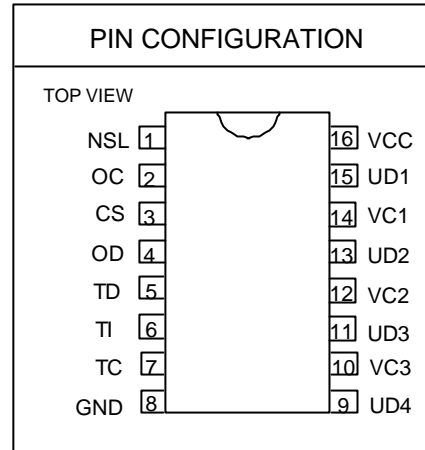 PIN CONFIGURATION
TOP VIEW
NSL 1 16 VCC
OC 2 15 UD1
CS 3 14 VC1
OD 4 13 UD2
TD 5 12 VC2
TI 6 11 UD3
TC 7 10 VC3
GND 8 9 UD4